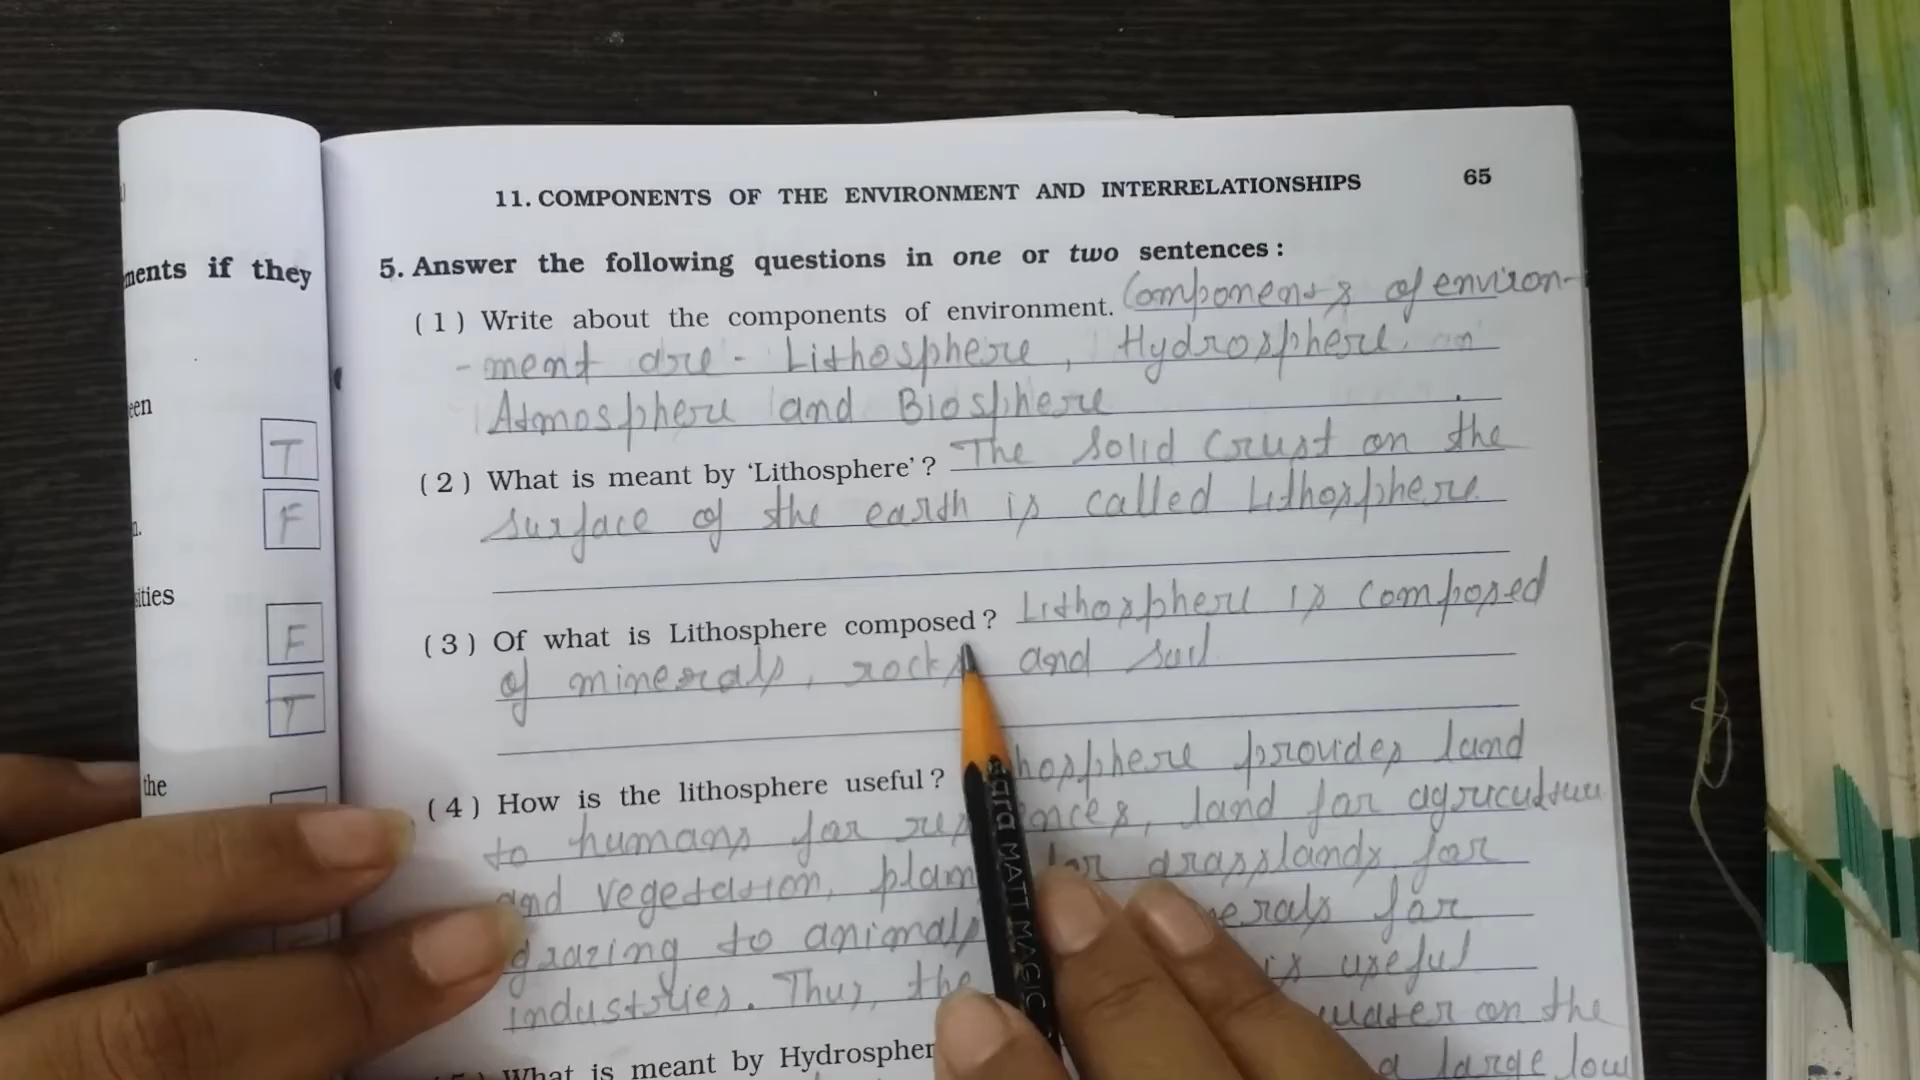 11. COMPONENTS OF THE ENVIRONMENT AND INTERRELATIONSHIPS 65
ments if they
een
T
n.
F
sities
F
T
the
5. Answer the following questions in one or two sentences :
( 1 ) Write about the components of environment. Components of environ-
-ment are - Lithosphere, Hydrosphere,
Atmosphere and Biosphere .
( 2 ) What is meant by 'Lithosphere' ? The solid crust on the
surface of the earth is called Lithosphere
( 3 ) Of what is Lithosphere composed ? Lithosphere is composed
of minerals, rocks and soil
( 4 ) How is the lithosphere useful ? hosphere provides land
to humans for res ences, land for agriculture
and vegetation, for grasslands for
grazing to animals erals for
industries. Thus, the is useful
water on the
What is meant by Hydrospher a large low